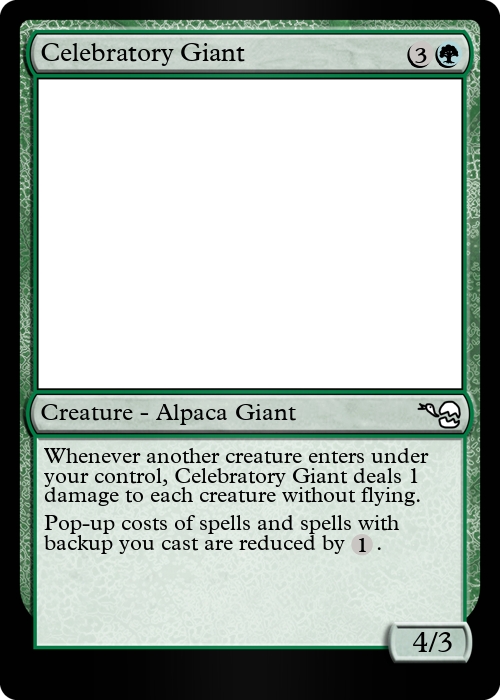 Celebratory Giant 3
Creature - Alpaca Giant
Whenever another creature enters under
your control, Celebratory Giant deals 1
damage to each creature without flying.
Pop-up costs of spells and spells with
backup you cast are reduced by 1 .
4/3